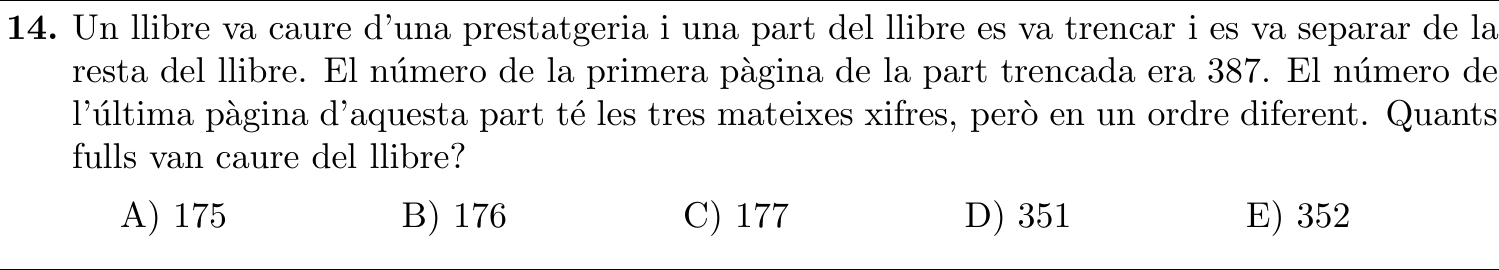 14. Un llibre va caure d’una prestatgeria i una part del llibre es va trencar i es va separar de la
resta del llibre. El número de la primera pàgina de la part trencada era 387. El número de
l’última pàgina d’aquesta part té les tres mateixes xifres, però en un ordre diferent. Quants
fulls van caure del llibre?
A) 175 B) 176 C) 177 D) 351 E) 352